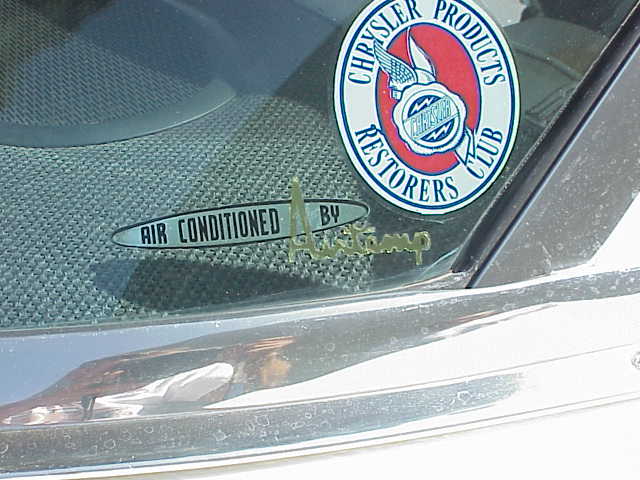 CHRYSLER PRODUCTS
CHRYSLER
RESTORERS CLUB
AIR CONDITIONED BY
Airtemp